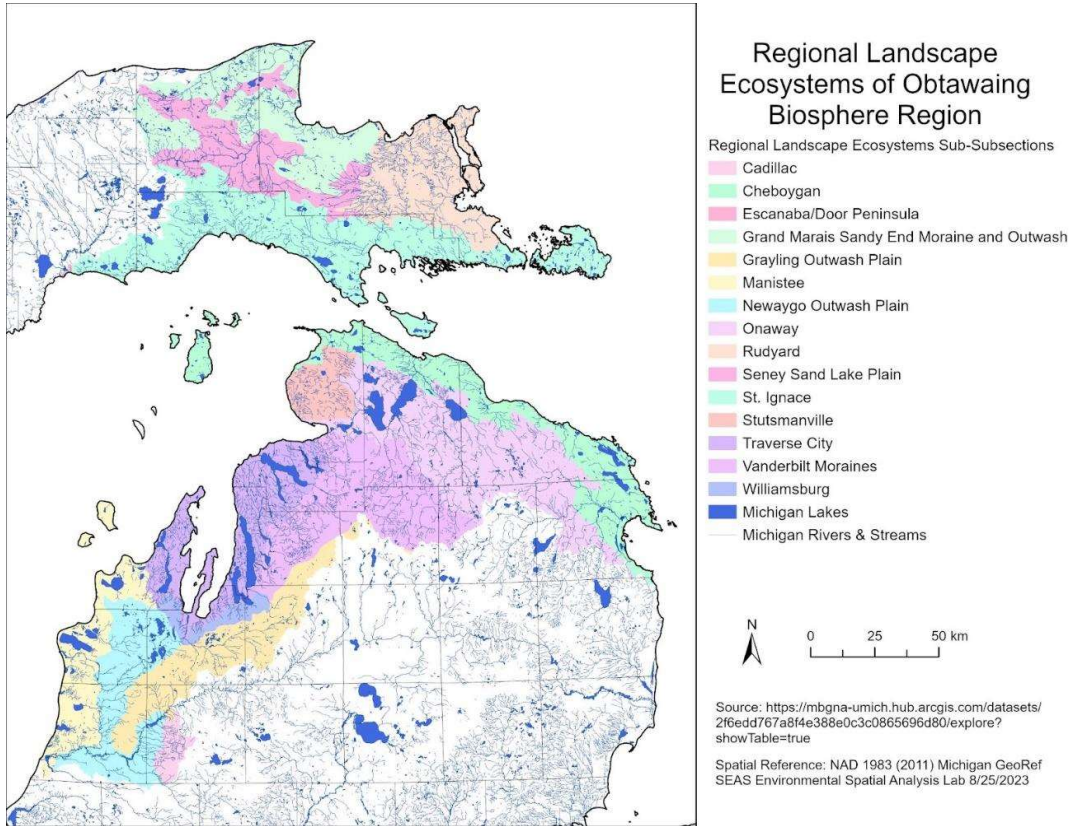 Regional Landscape
Ecosystems of Obtawaing
Biosphere Region
Regional Landscape Ecosystems Sub-Subsections
Cadillac
Cheboygan
Escanaba/Door Peninsula
Grand Marais Sandy End Moraine and Outwash
Grayling Outwash Plain
Manistee
Newaygo Outwash Plain
Onaway
Rudyard
Seney Sand Lake Plain
St. Ignace
Stutsmanville
Traverse City
Vanderbilt Moraines
Williamsburg
Michigan Lakes
Michigan Rivers & Streams
N
0 25 50 km
Source: https://mbgna-umich.hub.arcgis.com/datasets/
2f6edd767a8f4e388e0c3c0865696d80/explore?
showTable=true
Spatial Reference: NAD 1983 (2011) Michigan GeoRef
SEAS Environmental Spatial Analysis Lab 8/25/2023